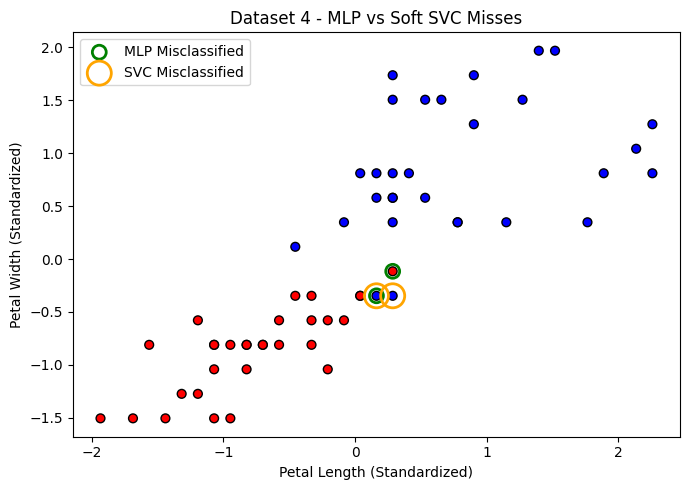 Dataset 4 - MLP vs Soft SVC Misses
MLP Misclassified
SVC Misclassified
2.0
1.5
1.0
0.5
0.0
−0.5
−1.0
−1.5
Petal Width (Standardized)
−2
−1
0
1
2
Petal Length (Standardized)